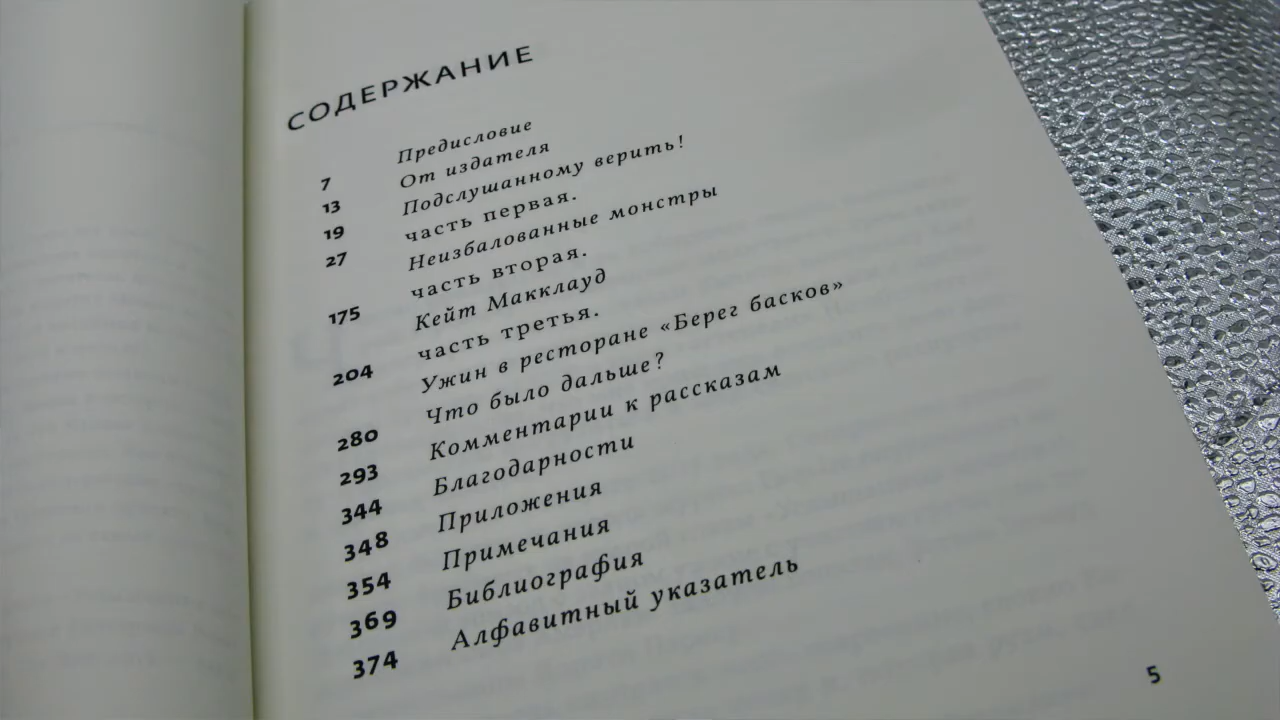 СОДЕРЖАНИЕ
7 Предисловие
13 От издателя
19 Подслушанному верить!
часть первая.
27 Неизбалованные монстры
часть вторая.
175 Кейт Макклауд
часть третья.
204 Ужин в ресторане «Берег басков»
280 Что было дальше?
293 Комментарии к рассказам
344 Благодарности
348 Приложения
354 Примечания
369 Библиография
374 Алфавитный указатель
5